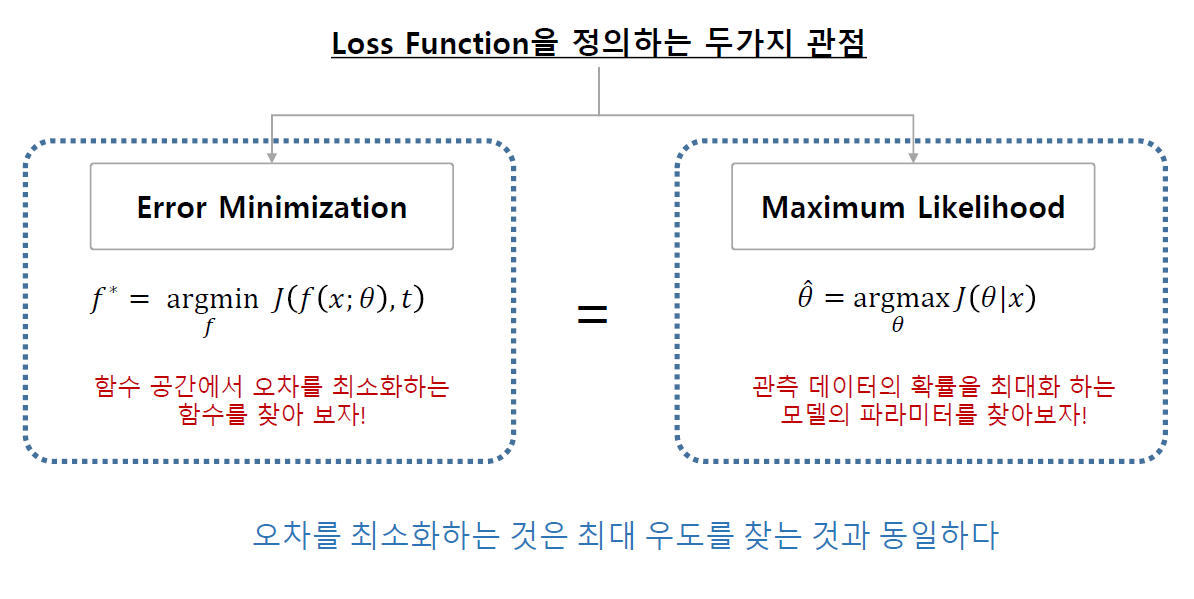 Loss Function을 정의하는 두가지 관점
Error Minimization
Maximum Likelihood
f* = argmin J(f(x; θ), t)
f
=
θ̂ = argmax J(θ|x)
θ
함수 공간에서 오차를 최소화하는
함수를 찾아 보자!
관측 데이터의 확률을 최대화 하는
모델의 파라미터를 찾아보자!
오차를 최소화하는 것은 최대 우도를 찾는 것과 동일하다